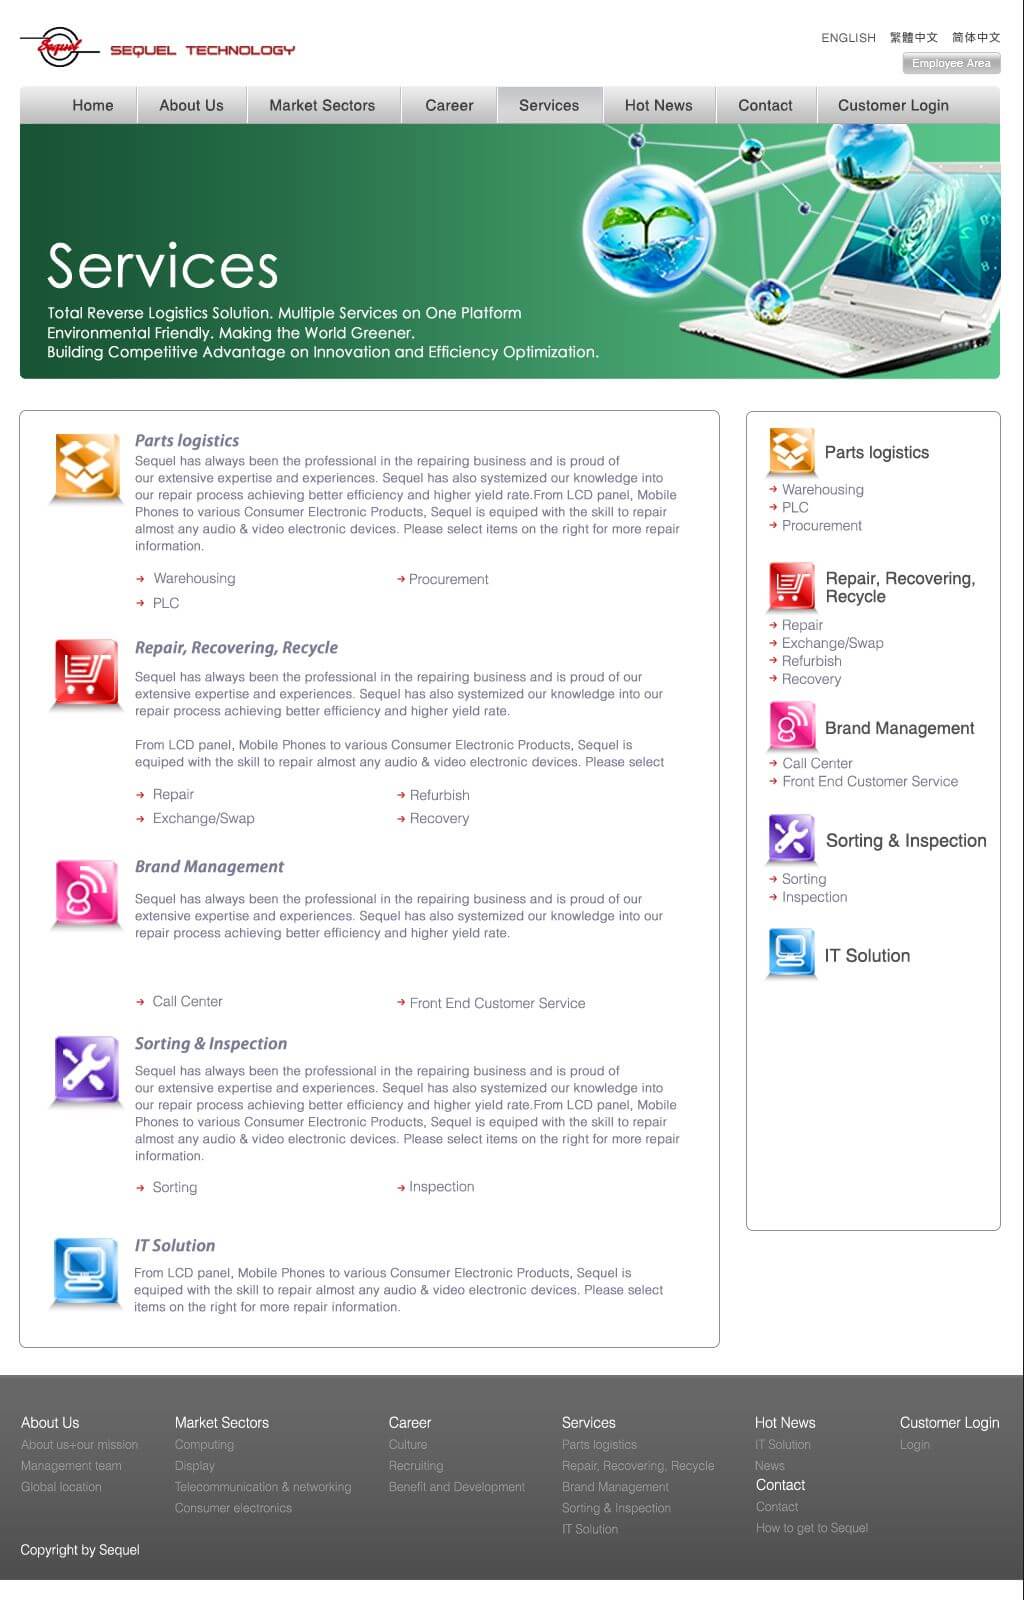 Sequel SEQUEL TECHNOLOGY
ENGLISH 繁體中文 简体中文
Employee Area
Home About Us Market Sectors Career Services Hot News Contact Customer Login
Services
Total Reverse Logistics Solution. Multiple Services on One Platform
Environmental Friendly. Making the World Greener.
Building Competitive Advantage on Innovation and Efficiency Optimization.
Parts logistics
Sequel has always been the professional in the repairing business and is proud of
our extensive expertise and experiences. Sequel has also systemized our knowledge into
our repair process achieving better efficiency and higher yield rate.From LCD panel, Mobile
Phones to various Consumer Electronic Products, Sequel is equiped with the skill to repair
almost any audio & video electronic devices. Please select items on the right for more repair
information.
Warehousing Procurement
PLC
Repair, Recovering, Recycle
Sequel has always been the professional in the repairing business and is proud of our
extensive expertise and experiences. Sequel has also systemized our knowledge into our
repair process achieving better efficiency and higher yield rate.
From LCD panel, Mobile Phones to various Consumer Electronic Products, Sequel is
equiped with the skill to repair almost any audio & video electronic devices. Please select
Repair Refurbish
Exchange/Swap Recovery
Brand Management
Sequel has always been the professional in the repairing business and is proud of our
extensive expertise and experiences. Sequel has also systemized our knowledge into our
repair process achieving better efficiency and higher yield rate.
Call Center Front End Customer Service
Sorting & Inspection
Sequel has always been the professional in the repairing business and is proud of
our extensive expertise and experiences. Sequel has also systemized our knowledge into
our repair process achieving better efficiency and higher yield rate.From LCD panel, Mobile
Phones to various Consumer Electronic Products, Sequel is equiped with the skill to repair
almost any audio & video electronic devices. Please select items on the right for more repair
information.
Sorting Inspection
IT Solution
From LCD panel, Mobile Phones to various Consumer Electronic Products, Sequel is
equiped with the skill to repair almost any audio & video electronic devices. Please select
items on the right for more repair information.
Parts logistics
Warehousing
PLC
Procurement
Repair, Recovering,
Recycle
Repair
Exchange/Swap
Refurbish
Recovery
Brand Management
Call Center
Front End Customer Service
Sorting & Inspection
Sorting
Inspection
IT Solution
About Us
About us+our mission
Management team
Global location
Market Sectors
Computing
Display
Telecommunication & networking
Consumer electronics
Career
Culture
Recruiting
Benefit and Development
Services
Parts logistics
Repair, Recovering, Recycle
Brand Management
Sorting & Inspection
IT Solution
Hot News
IT Solution
News
Contact
Contact
How to get to Sequel
Customer Login
Login
Copyright by Sequel